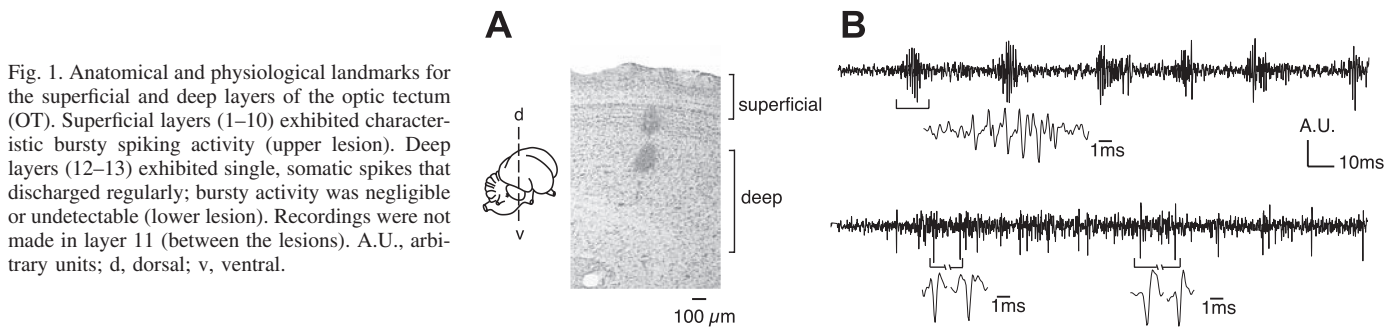 Fig. 1. Anatomical and physiological landmarks for
the superficial and deep layers of the optic tectum
(OT). Superficial layers (1–10) exhibited character-
istic bursty spiking activity (upper lesion). Deep
layers (12–13) exhibited single, somatic spikes that
discharged regularly; bursty activity was negligible
or undetectable (lower lesion). Recordings were not
made in layer 11 (between the lesions). A.U., arbi-
trary units; d, dorsal; v, ventral.
A
d
v
superficial
deep
100 µm
B
1ms
A.U.
10ms
1ms
1ms